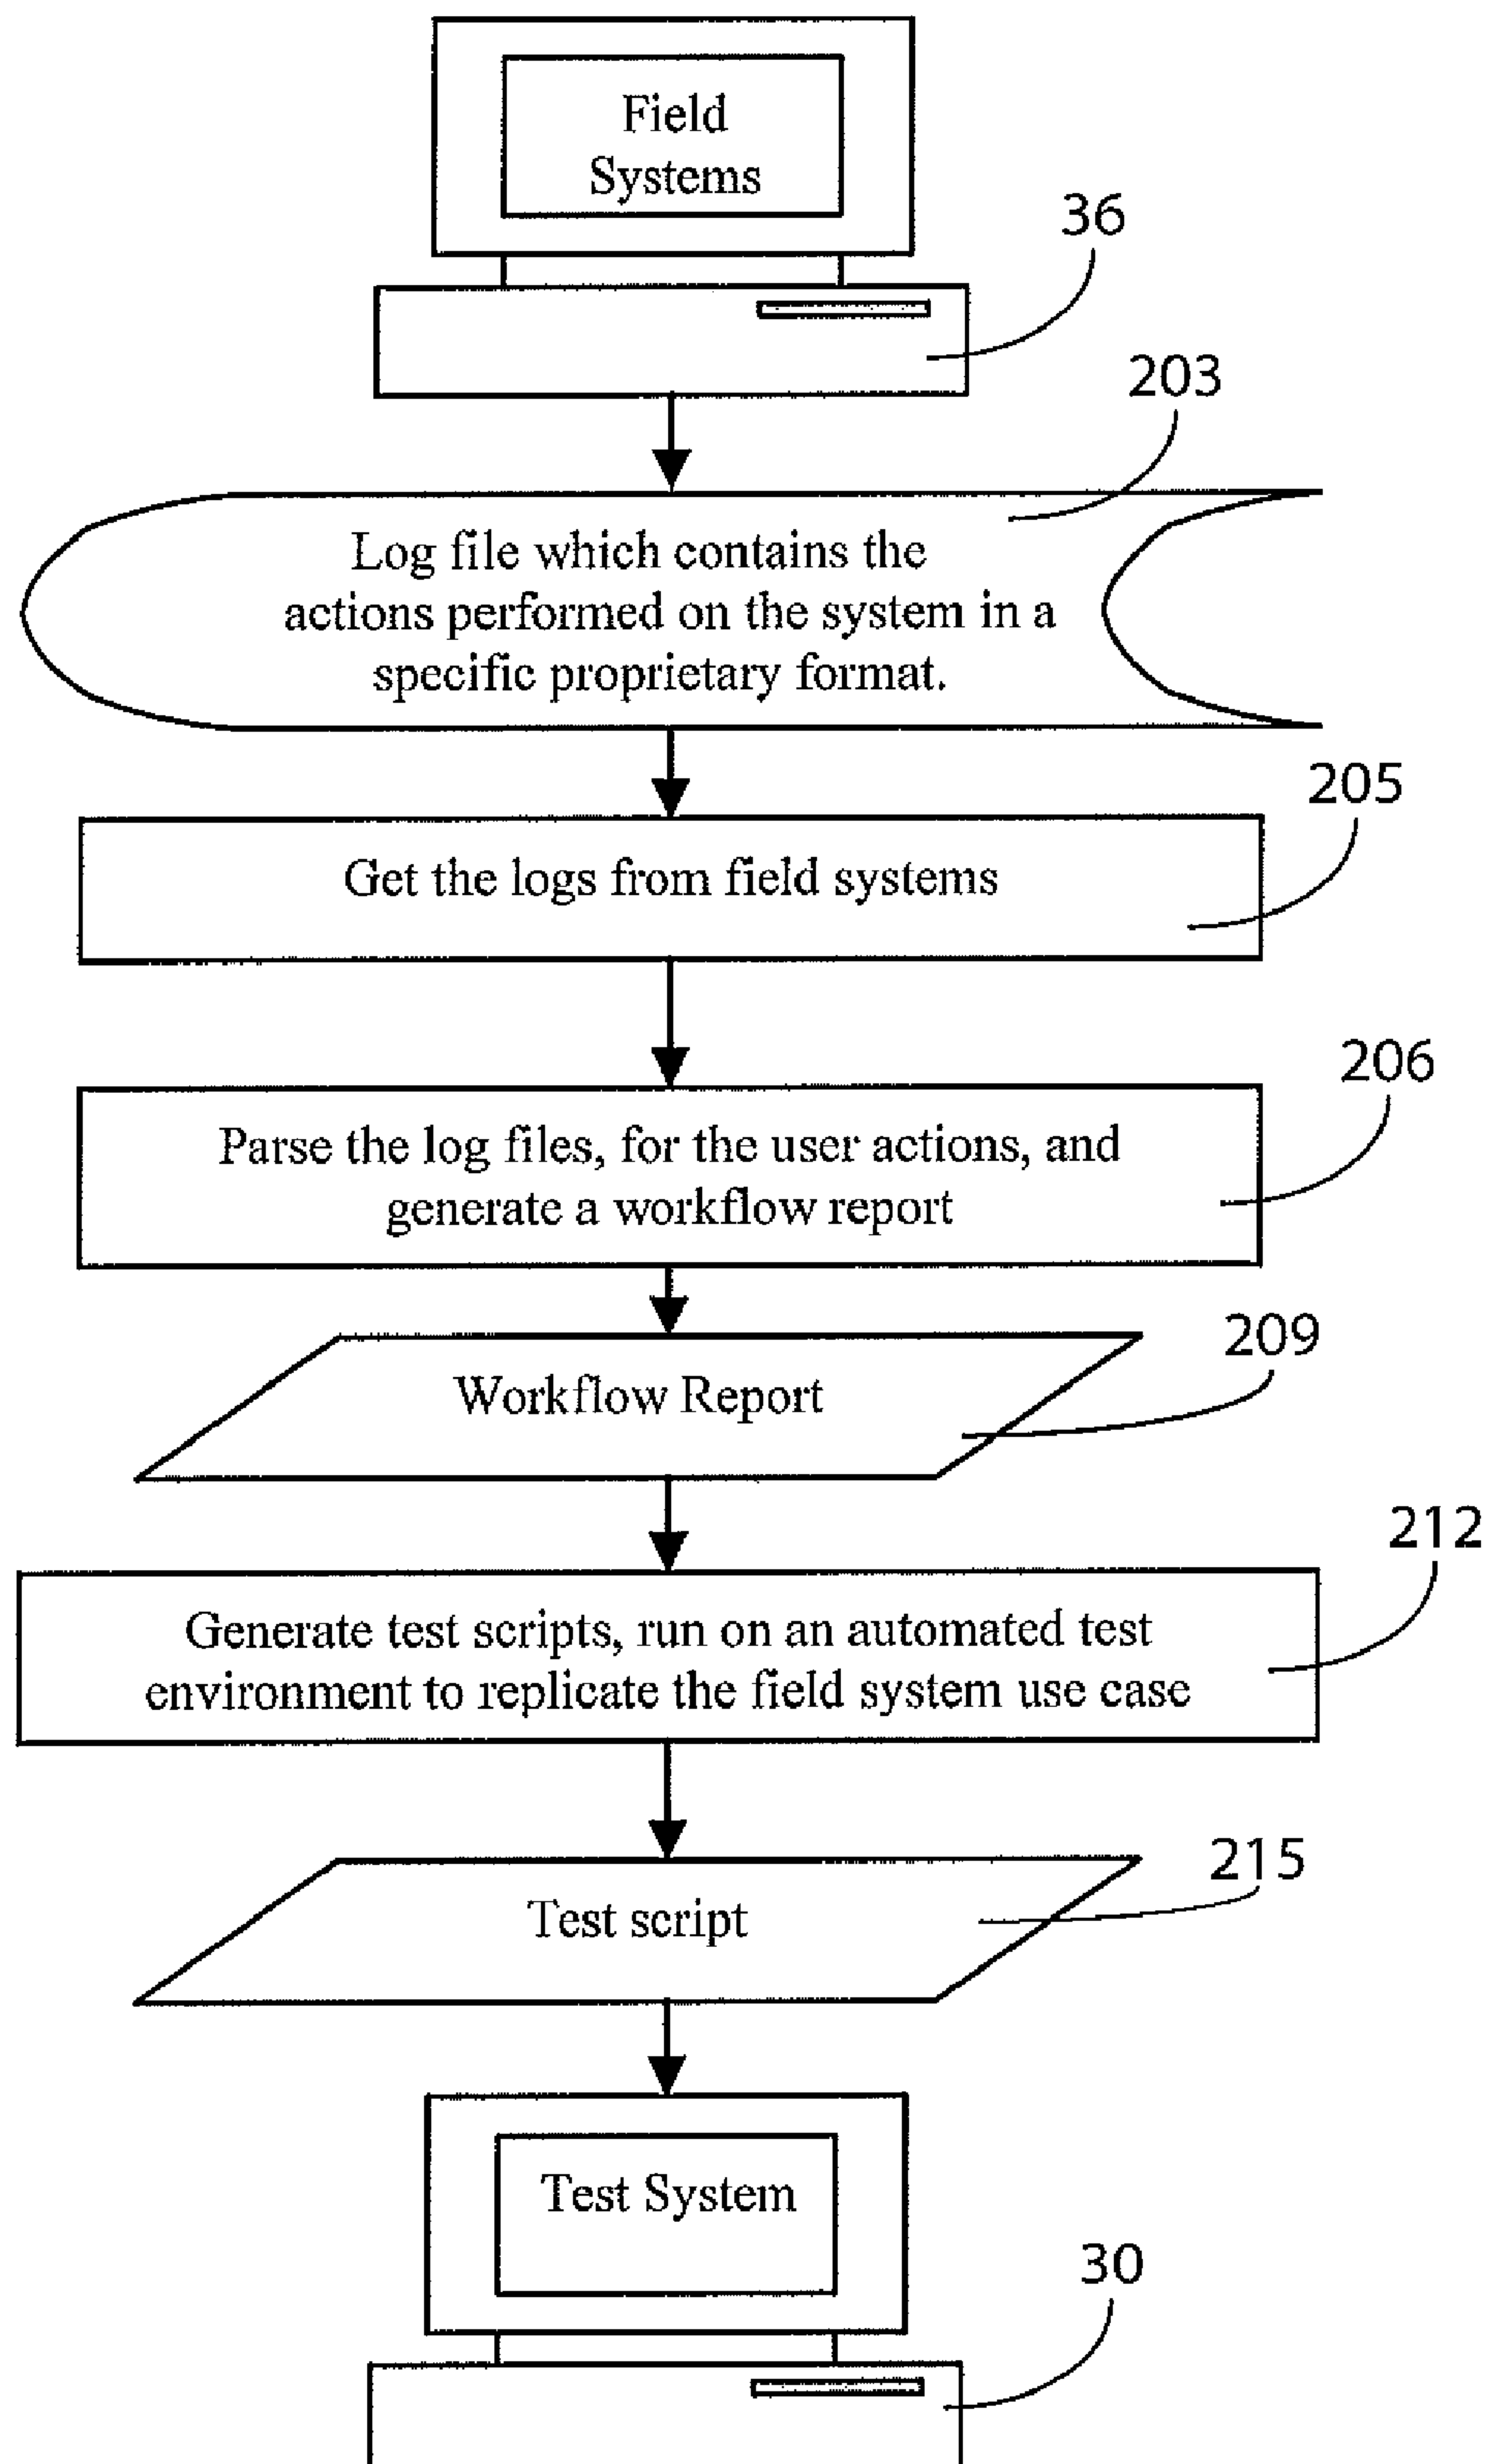 Field
Systems
36
203
Log file which contains the
actions performed on the system in a
specific proprietary format.
205
Get the logs from field systems
206
Parse the log files, for the user actions, and
generate a workflow report
209
Workflow Report
212
Generate test scripts, run on an automated test
environment to replicate the field system use case
215
Test script
Test System
30